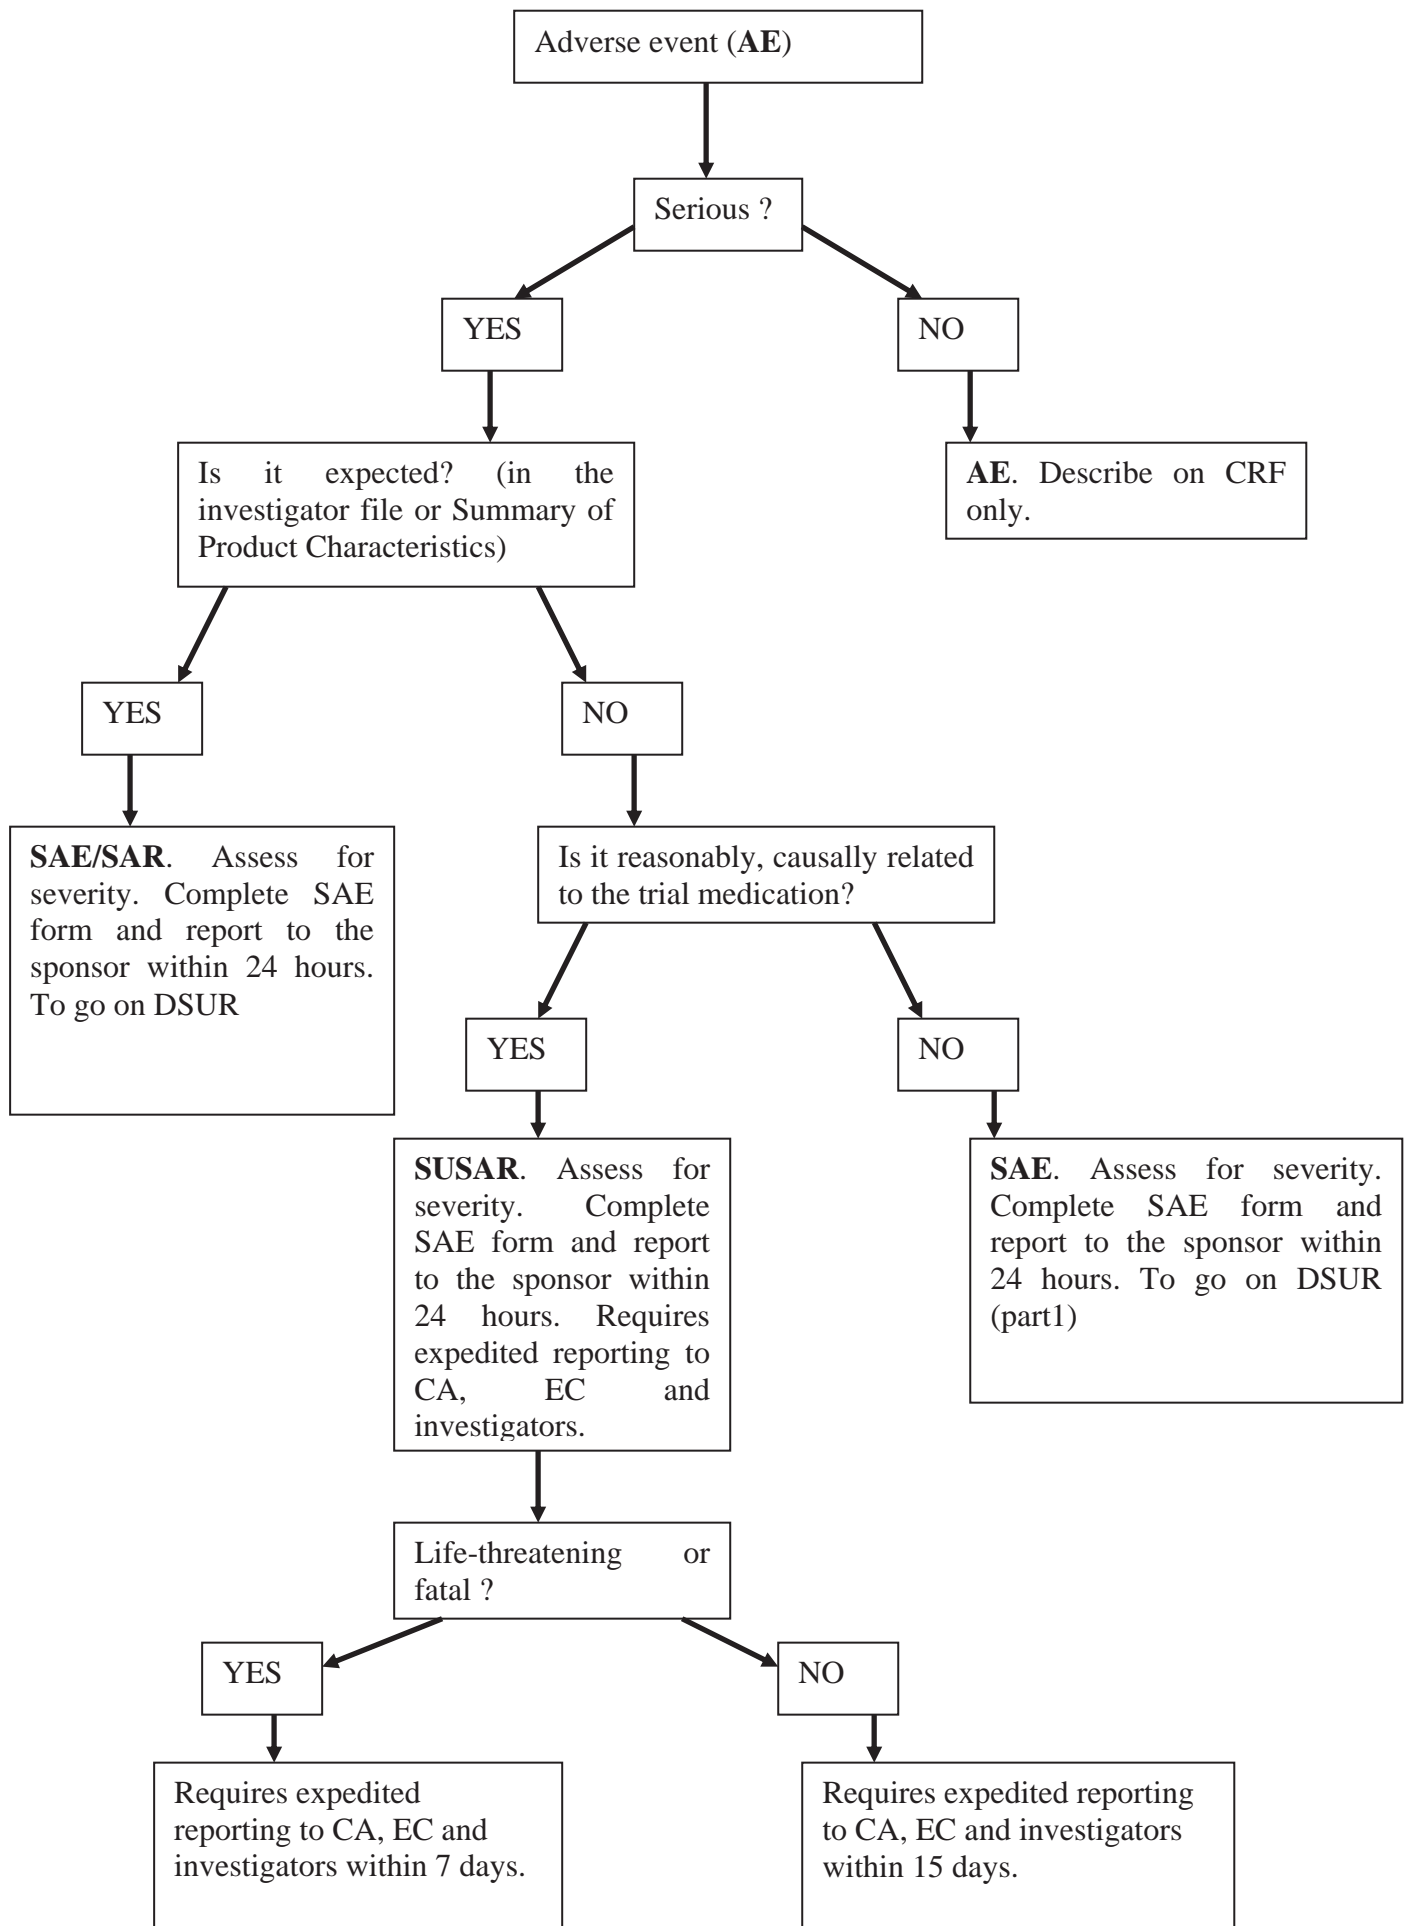 Adverse event (AE)
Serious ?
YES
NO
Is it expected? (in the
investigator file or Summary of
Product Characteristics)
AE. Describe on CRF
only.
YES
NO
SAE/SAR. Assess for
severity. Complete SAE
form and report to the
sponsor within 24 hours.
To go on DSUR
Is it reasonably, causally related
to the trial medication?
YES
NO
SUSAR. Assess for
severity. Complete
SAE form and report
to the sponsor within
24 hours. Requires
expedited reporting to
CA, EC and
investigators.
SAE. Assess for severity.
Complete SAE form and
report to the sponsor within
24 hours. To go on DSUR
(part1)
Life-threatening or
fatal ?
YES
NO
Requires expedited
reporting to CA, EC and
investigators within 7 days.
Requires expedited reporting
to CA, EC and investigators
within 15 days.